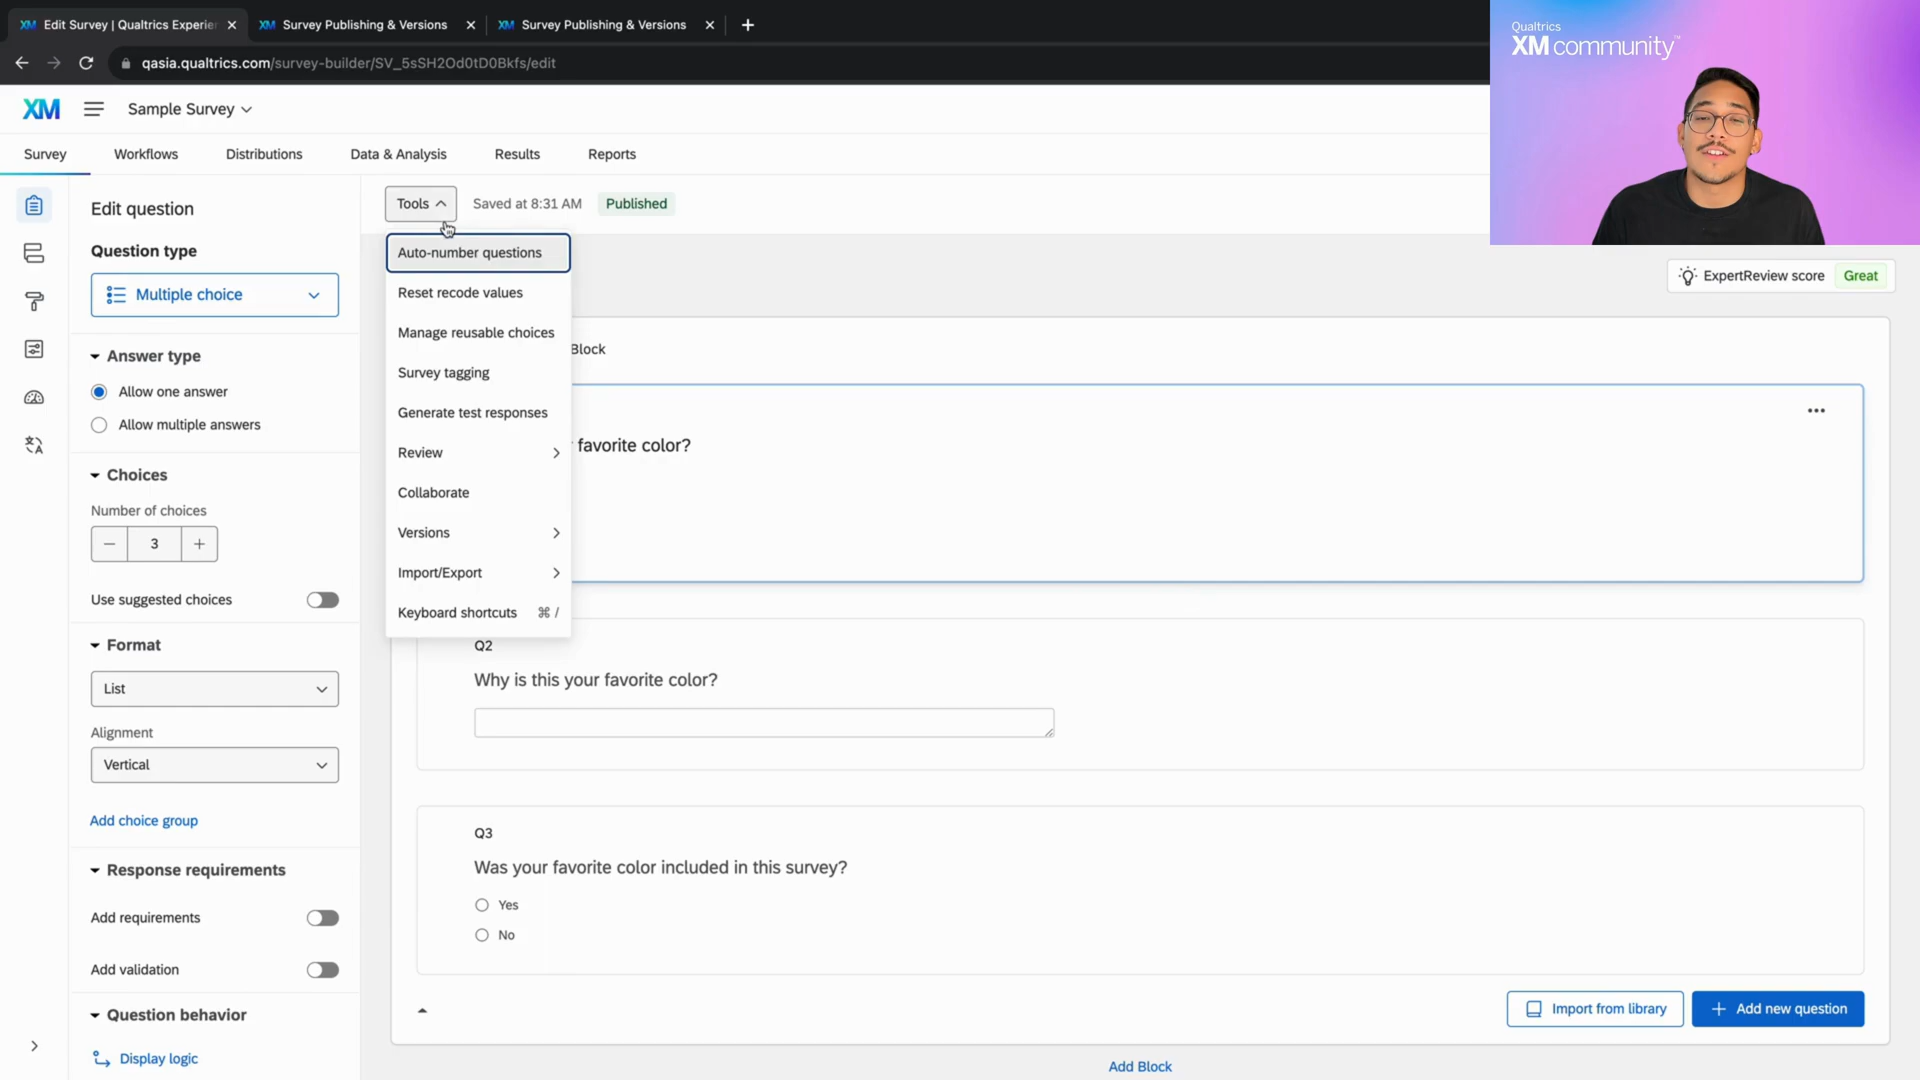 Edit Survey | Qualtrics Experien
Survey Publishing & Versions
Survey Publishing & Versions
qasia.qualtrics.com/survey-builder/SV_5sSH2Od0tD0Bkfs/edit
Qualtrics
XM community™
XM
Sample Survey
Survey
Workflows
Distributions
Data & Analysis
Results
Reports
Edit question
Question type
Multiple choice
Answer type
Allow one answer
Allow multiple answers
Choices
Number of choices
3
Use suggested choices
Format
List
Alignment
Vertical
Add choice group
Response requirements
Add requirements
Add validation
Question behavior
Display logic
Tools
Saved at 8:31 AM
Published
Auto-number questions
Reset recode values
Manage reusable choices
Survey tagging
Generate test responses
Review
Collaborate
Versions
Import/Export
Keyboard shortcuts ⌘ /
ExpertReview score
Great
Block
favorite color?
Q2
Why is this your favorite color?
Q3
Was your favorite color included in this survey?
Yes
No
Import from library
Add new question
Add Block